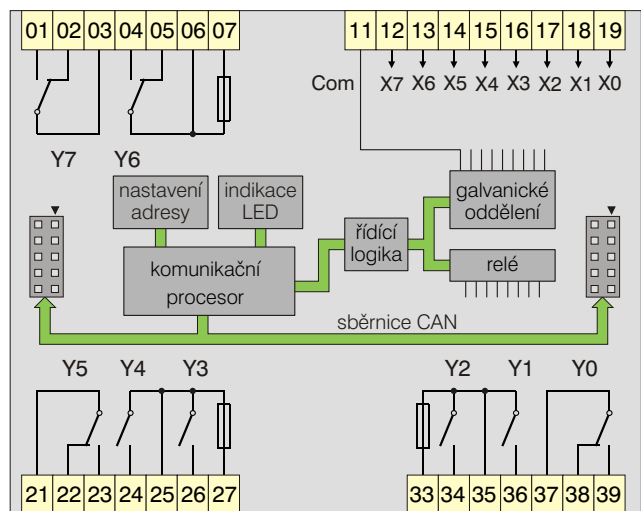 01 02 03 04 05 06 07 11 12 13 14 15 16 17 18 19
Com X7 X6 X5 X4 X3 X2 X1 X0
Y7 Y6
nastavení
adresy
indikace
LED
galvanické
oddělení
řídící
logika
komunikační
procesor
relé
sběrnice CAN
Y5 Y4 Y3 Y2 Y1 Y0
21 22 23 24 25 26 27 33 34 35 36 37 38 39